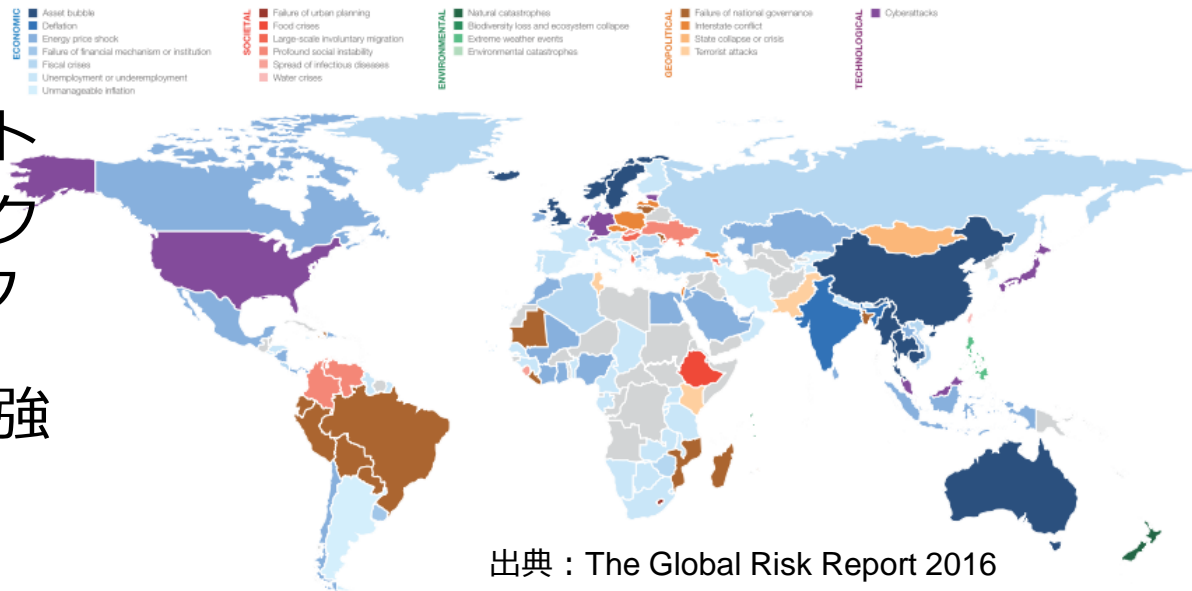 ECONOMIC
Asset bubble
Deflation
Energy price shock
Failure of financial mechanism or institution
Fiscal crises
Unemployment or underemployment
Unmanageable inflation
SOCIETAL
Failure of urban planning
Food crises
Large-scale involuntary migration
Profound social instability
Spread of infectious diseases
Water crises
ENVIRONMENTAL
Natural catastrophes
Biodiversity loss and ecosystem collapse
Extreme weather events
Environmental catastrophes
GEOPOLITICAL
Failure of national governance
Interstate conflict
State collapse or crisis
Terrorist attacks
TECHNOLOGICAL
Cyberattacks
ト
ク
強
出典：The Global Risk Report 2016